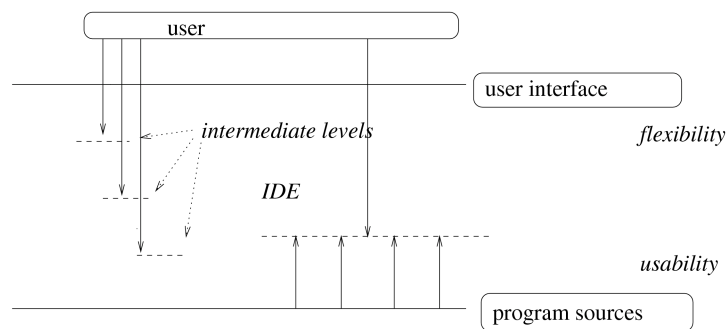 user
user interface
intermediate levels
flexibility
IDE
usability
program sources